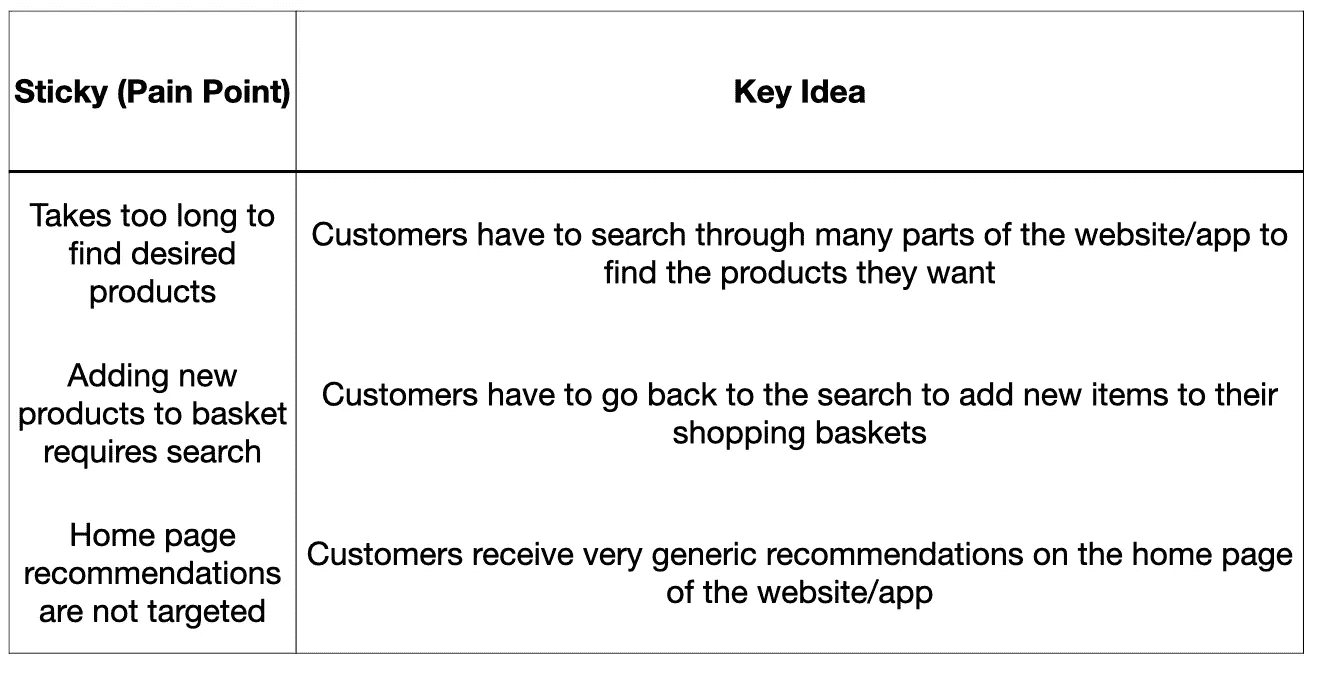 Sticky (Pain Point)
Key Idea
Takes too long to
find desired
products
Customers have to search through many parts of the website/app to
find the products they want
Adding new
products to basket
requires search
Customers have to go back to the search to add new items to their
shopping baskets
Home page
recommendations
are not targeted
Customers receive very generic recommendations on the home page
of the website/app